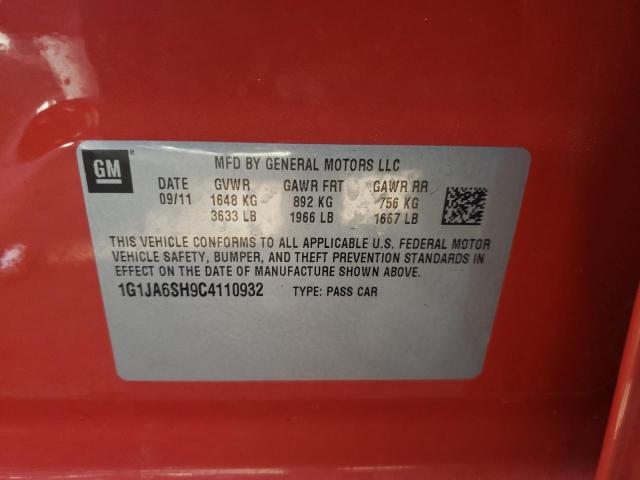 GM
MFD BY GENERAL MOTORS LLC
DATE GVWR GAWR FRT GAWR RR
09/11 1648 KG 892 KG 756 KG
3633 LB 1966 LB 1667 LB
THIS VEHICLE CONFORMS TO ALL APPLICABLE U.S. FEDERAL MOTOR
VEHICLE SAFETY, BUMPER, AND THEFT PREVENTION STANDARDS
IN EFFECT ON THE DATE OF MANUFACTURE SHOWN ABOVE.
1G1JA6SH9C4110932 TYPE: PASS CAR